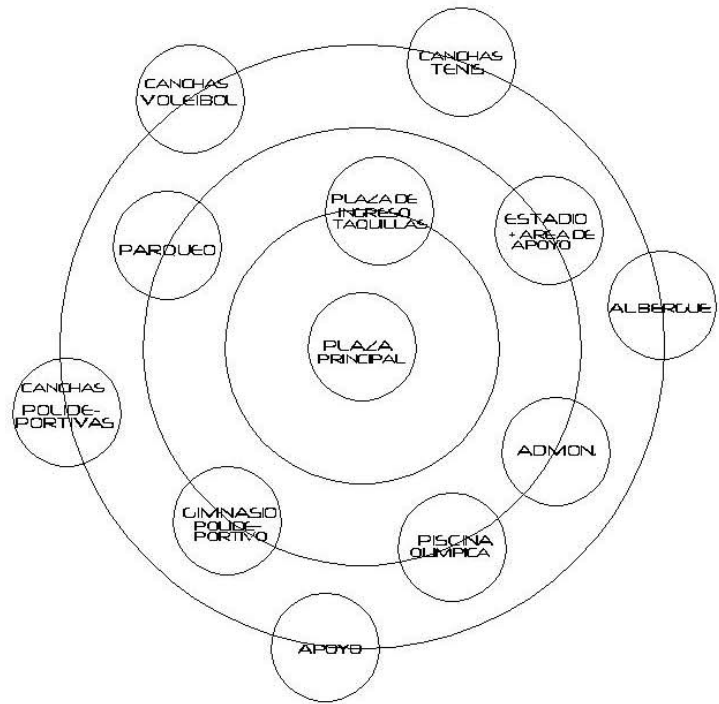 CANCHAS
TENIS
CANCHAS
VOLEIBOL
PLAZA DE
INGRESO
TAQUILLAS
ESTADIO
+ AREA DE
APOYO
PARQUEO
ALBERGUE
PLAZA
PRINCIPAL
CANCHAS
POLIDE-
PORTIVAS
ADMON.
GIMNASIO
POLIDE-
PORTIVO
PISCINA
OLIMPICA
APOYO